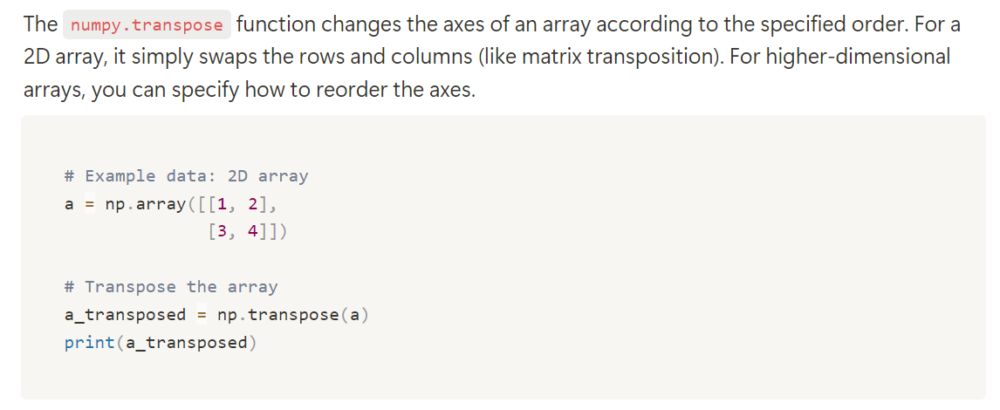 The numpy.transpose function changes the axes of an array according to the specified order. For a
2D array, it simply swaps the rows and columns (like matrix transposition). For higher-dimensional
arrays, you can specify how to reorder the axes.
# Example data: 2D array
a = np.array([[1, 2],
              [3, 4]])
# Transpose the array
a_transposed = np.transpose(a)
print(a_transposed)